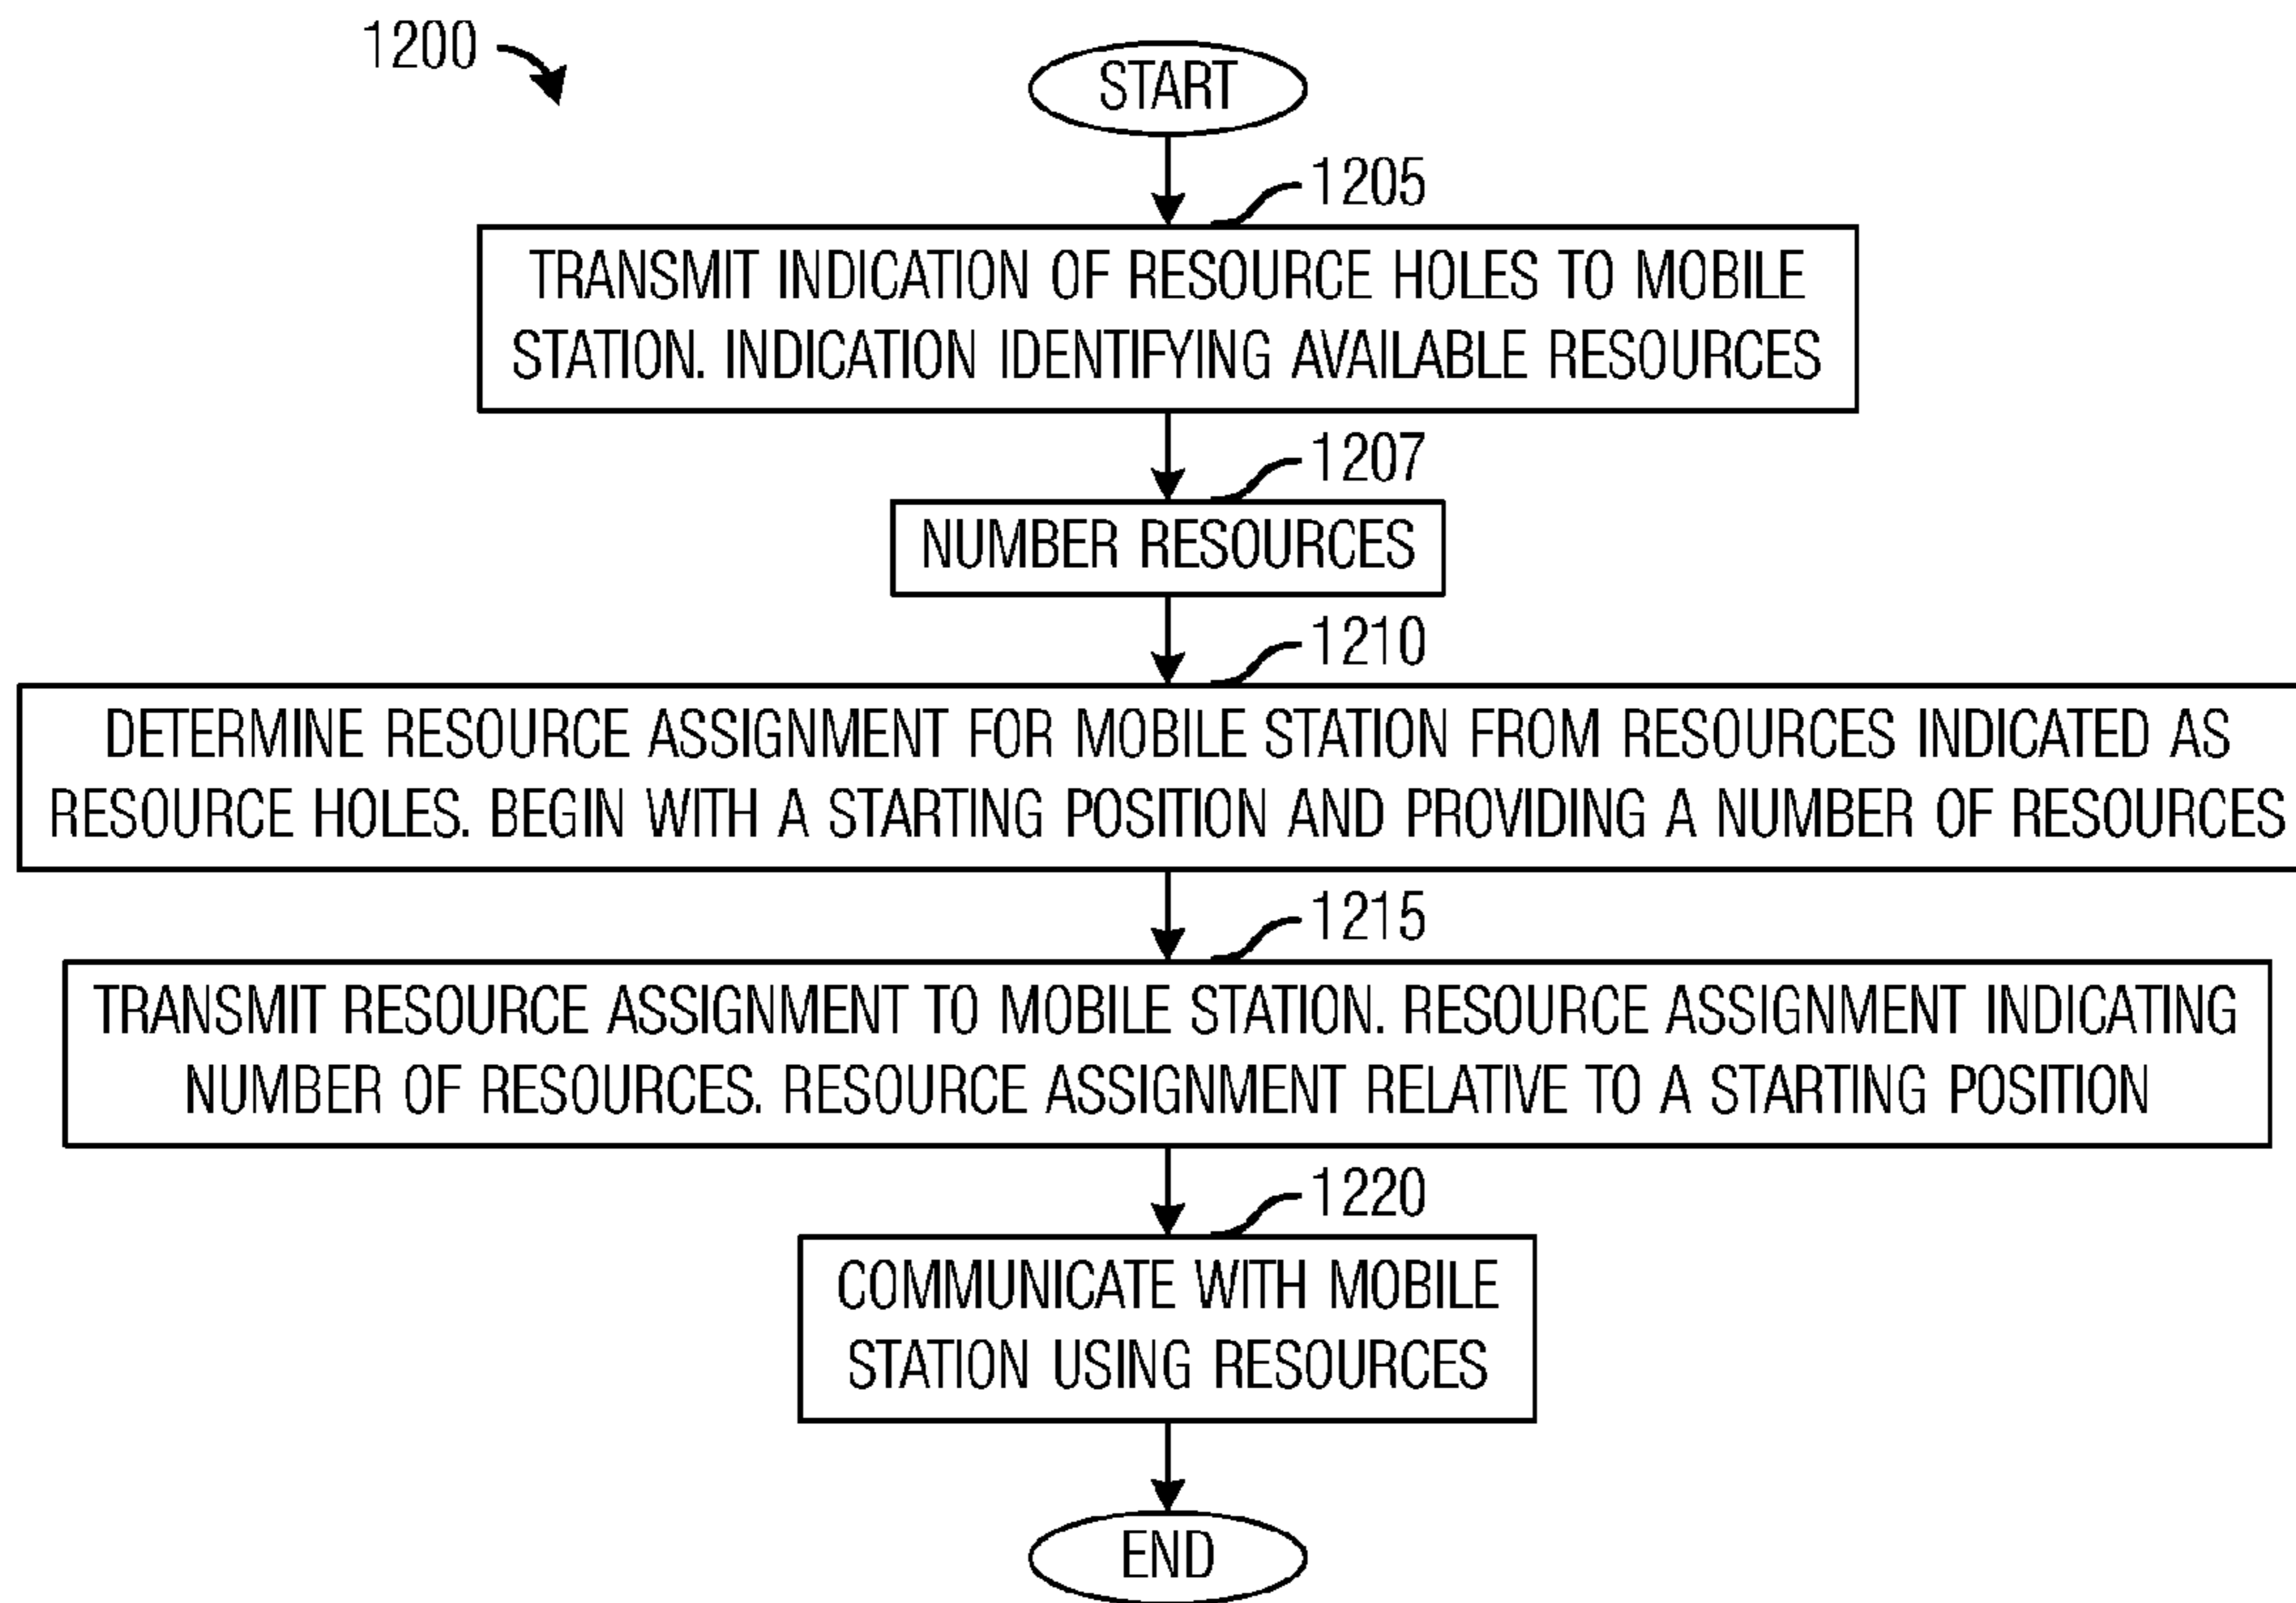 1200
START
1205
TRANSMIT INDICATION OF RESOURCE HOLES TO MOBILE
STATION. INDICATION IDENTIFYING AVAILABLE RESOURCES
1207
NUMBER RESOURCES
1210
DETERMINE RESOURCE ASSIGNMENT FOR MOBILE STATION FROM RESOURCES INDICATED AS
RESOURCE HOLES. BEGIN WITH A STARTING POSITION AND PROVIDING A NUMBER OF RESOURCES
1215
TRANSMIT RESOURCE ASSIGNMENT TO MOBILE STATION. RESOURCE ASSIGNMENT INDICATING
NUMBER OF RESOURCES. RESOURCE ASSIGNMENT RELATIVE TO A STARTING POSITION
1220
COMMUNICATE WITH MOBILE
STATION USING RESOURCES
END